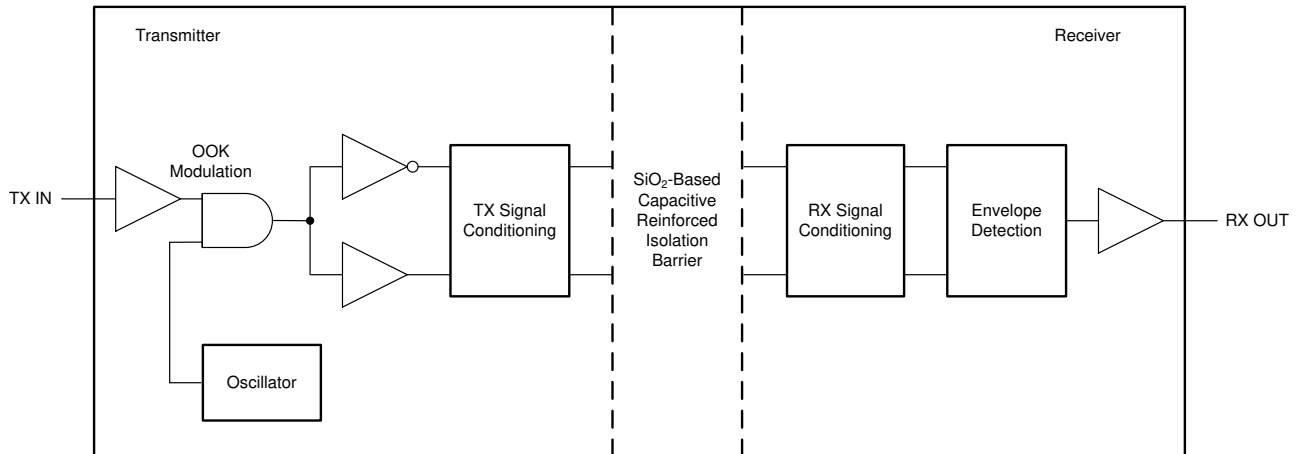 Transmitter
Receiver
OOK
Modulation
TX IN
TX Signal
Conditioning
SiO₂-Based
Capacitive
Reinforced
Isolation
Barrier
RX Signal
Conditioning
Envelope
Detection
RX OUT
Oscillator